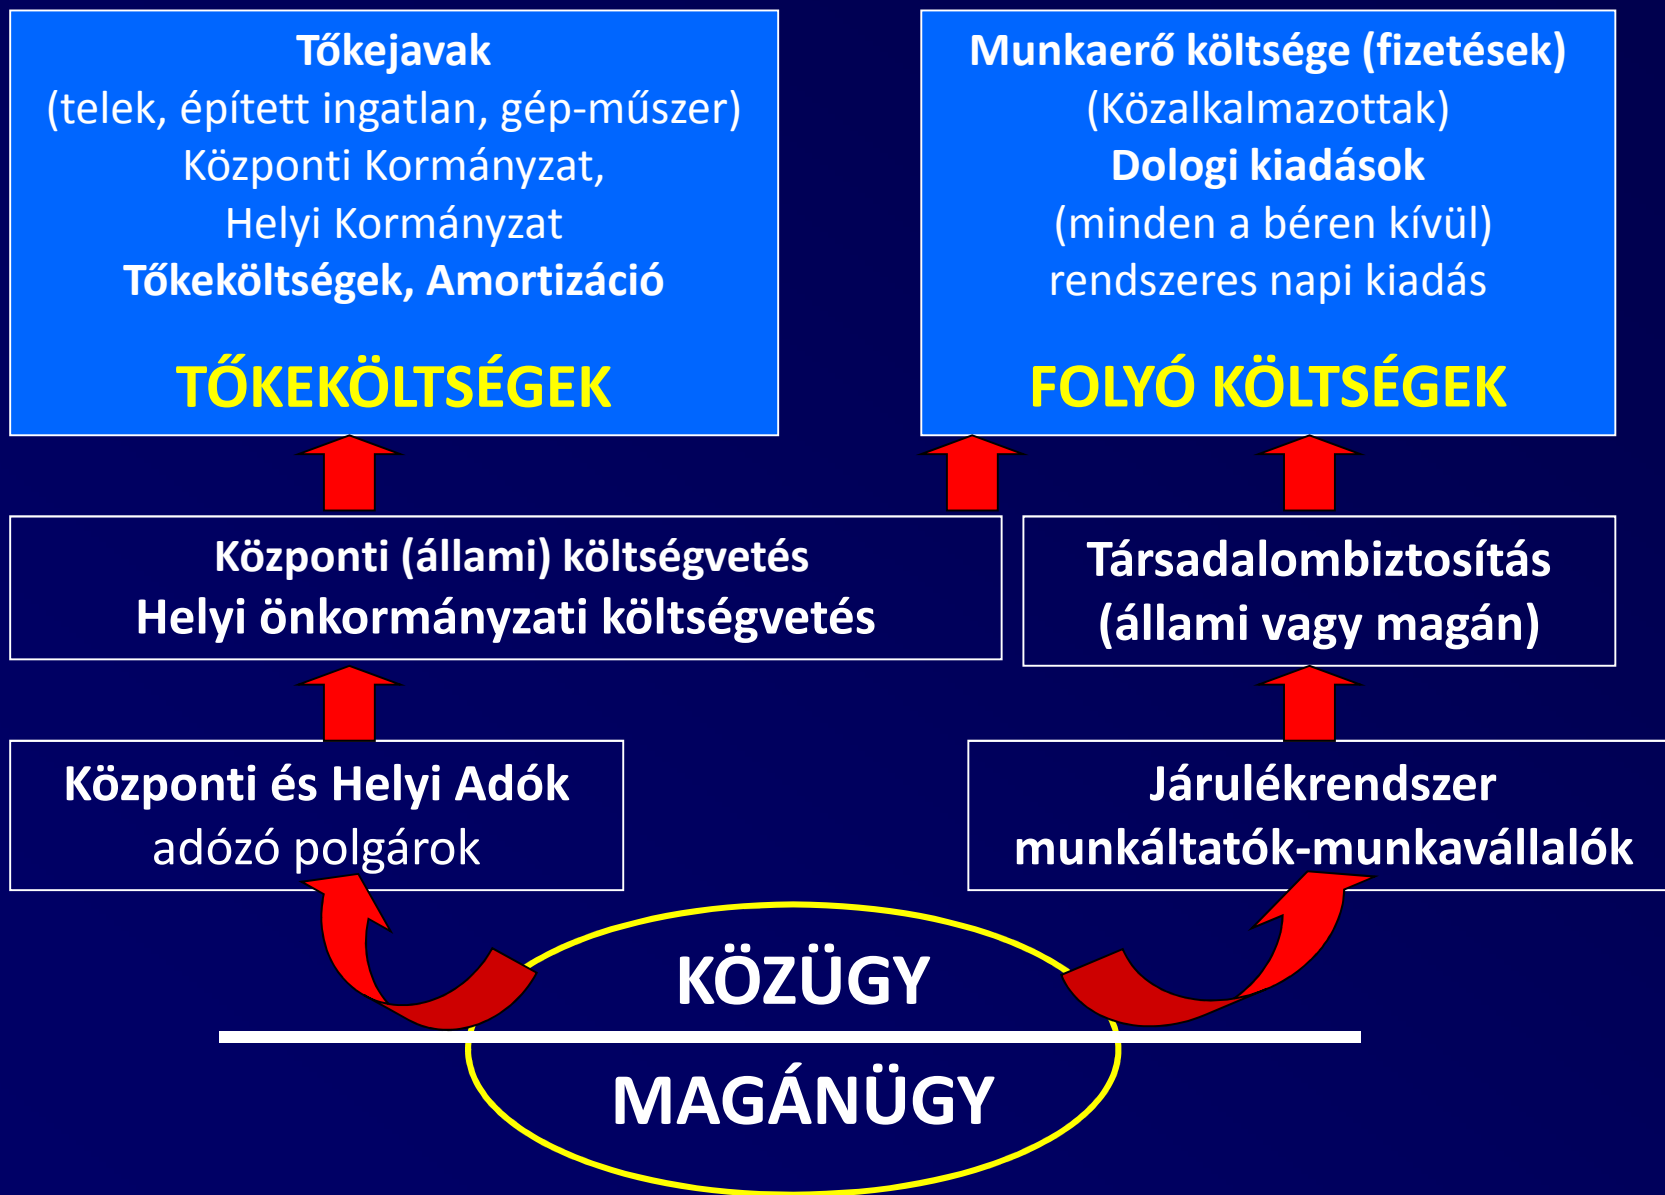 Tőkejavak
(telek, épített ingatlan, gép-műszer)
Központi Kormányzat,
Helyi Kormányzat
Tőkeköltségek, Amortizáció
TŐKEKÖLTSÉGEK
Munkaerő költsége (fizetések)
(Közalkalmazottak)
Dologi kiadások
(minden a béren kívül)
rendszeres napi kiadás
FOLYÓ KÖLTSÉGEK
Központi (állami) költségvetés
Helyi önkormányzati költségvetés
Társadalombiztosítás
(állami vagy magán)
Központi és Helyi Adók
adózó polgárok
Járulékrendszer
munkáltatók-munkavállalók
KÖZÜGY
MAGÁNÜGY